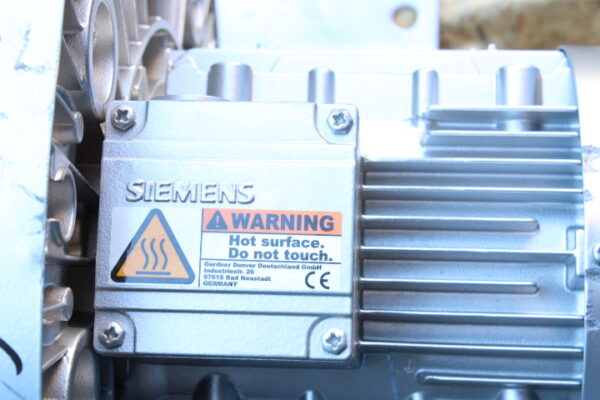 SIEMENS
WARNING
Hot surface.
Do not touch.
Gardner Denver Deutschland GmbH
Industriestr. 26
97616 Bad Neustadt
GERMANY
CE